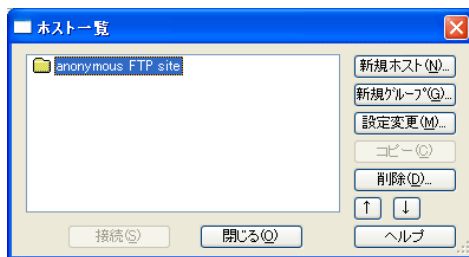 ホスト一覧
anonymous FTP site
新規ホスト(N)...
新規グループ(G)...
設定変更(M)...
コピー(C)
削除(D)...
↑ ↓
接続(S) 閉じる(O) ヘルプ